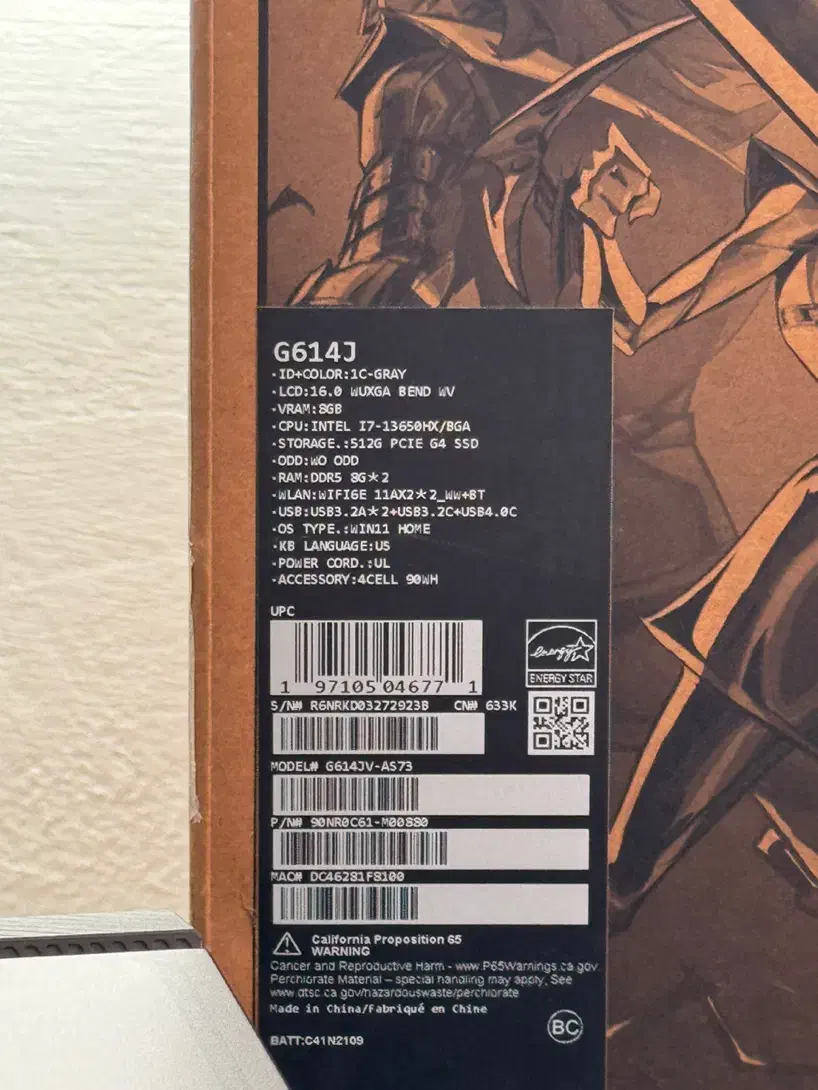 G614J
·ID+COLOR:1C-GRAY
·LCD:16.0 WUXGA BEND WV
·VRAM:8GB
·CPU:INTEL I7-13650HX/BGA
·STORAGE.:512G PCIE G4 SSD
·ODD:WO ODD
·RAM:DDR5 8G*2
·WLAN:WIFI6E 11AX2*2_WW+BT
·USB:USB3.2A*2+USB3.2C+USB4.0C
·OS TYPE.:WIN11 HOME
·KB LANGUAGE:US
·POWER CORD.:UL
·ACCESSORY:4CELL 90WH
UPC
1 97105 04677 1
energy
ENERGY STAR
S/N# R6NRKD03272923B CN# 633K
MODEL# G614JV-AS73
P/N# 90NR0C61-M00880
MAC# DC46281F8100
California Proposition 65
WARNING
Cancer and Reproductive Harm - www.P65Warnings.ca.gov
Perchlorate Material – special handling may apply, See
www.dtsc.ca.gov/hazardouswaste/perchlorate
Made in China/Fabriqué en Chine
BC
BATT:C41N2109